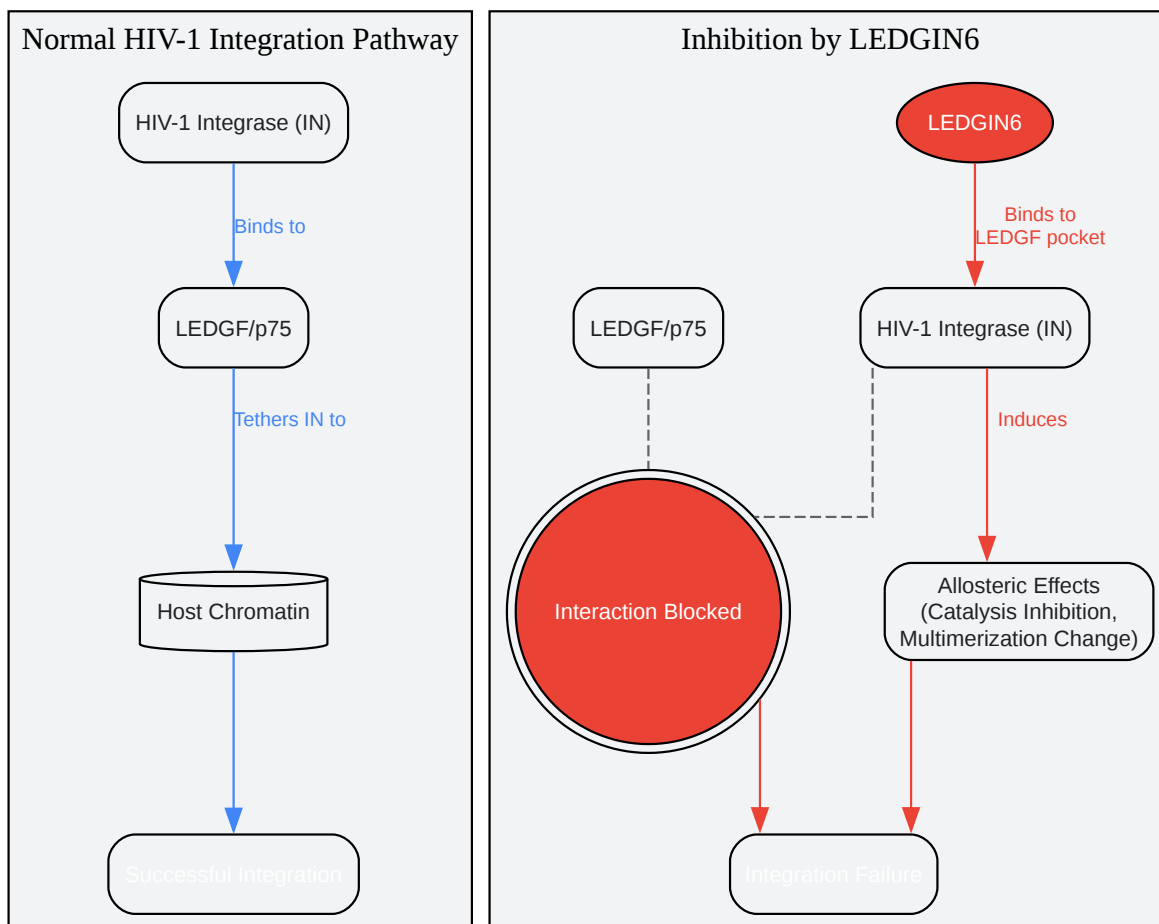 Normal HIV-1 Integration Pathway
HIV-1 Integrase (IN)
Binds to
LEDGF/p75
Tethers IN to
Host Chromatin
Successful Integration
Inhibition by LEDGIN6
LEDGIN6
Binds to
LEDGF pocket
LEDGF/p75
HIV-1 Integrase (IN)
Induces
Interaction Blocked
Allosteric Effects
(Catalysis Inhibition,
Multimerization Change)
Integration Failure